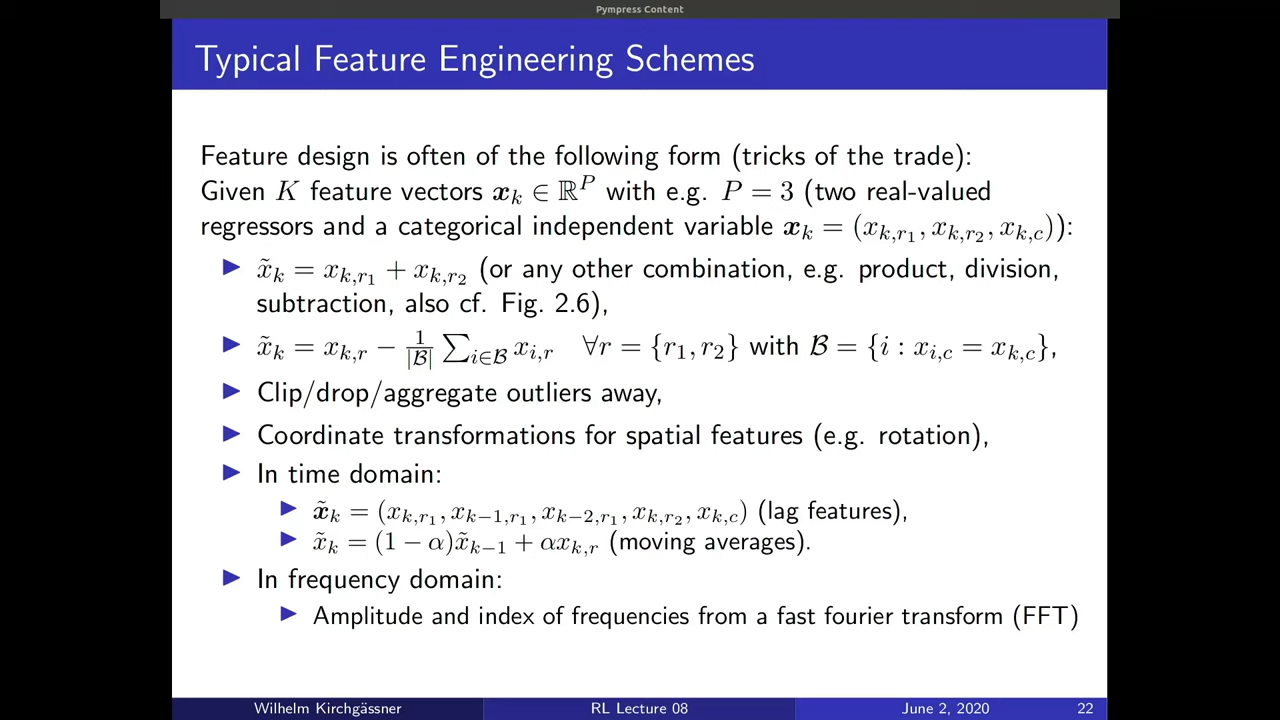 Pympress Content
Typical Feature Engineering Schemes
Feature design is often of the following form (tricks of the trade):
Given K feature vectors 𝒙ₖ ∈ ℝᴾ with e.g. P = 3 (two real-valued
regressors and a categorical independent variable 𝒙ₖ = (x_{k,r₁}, x_{k,r₂}, x_{k,c})):
▶ x̃ₖ = x_{k,r₁} + x_{k,r₂} (or any other combination, e.g. product, division,
subtraction, also cf. Fig. 2.6),
▶ x̃ₖ = x_{k,r} − \frac{1}{|ℬ|} ∑_{i∈ℬ} x_{i,r} ∀r = {r₁, r₂} with ℬ = {i : x_{i,c} = x_{k,c}},
▶ Clip/drop/aggregate outliers away,
▶ Coordinate transformations for spatial features (e.g. rotation),
▶ In time domain:
▶ 𝒙̃ₖ = (x_{k,r₁}, x_{k−1,r₁}, x_{k−2,r₁}, x_{k,r₂}, x_{k,c}) (lag features),
▶ x̃ₖ = (1 − α)x̃_{k−1} + αx_{k,r} (moving averages).
▶ In frequency domain:
▶ Amplitude and index of frequencies from a fast fourier transform (FFT)
Wilhelm Kirchgässner RL Lecture 08 June 2, 2020 22